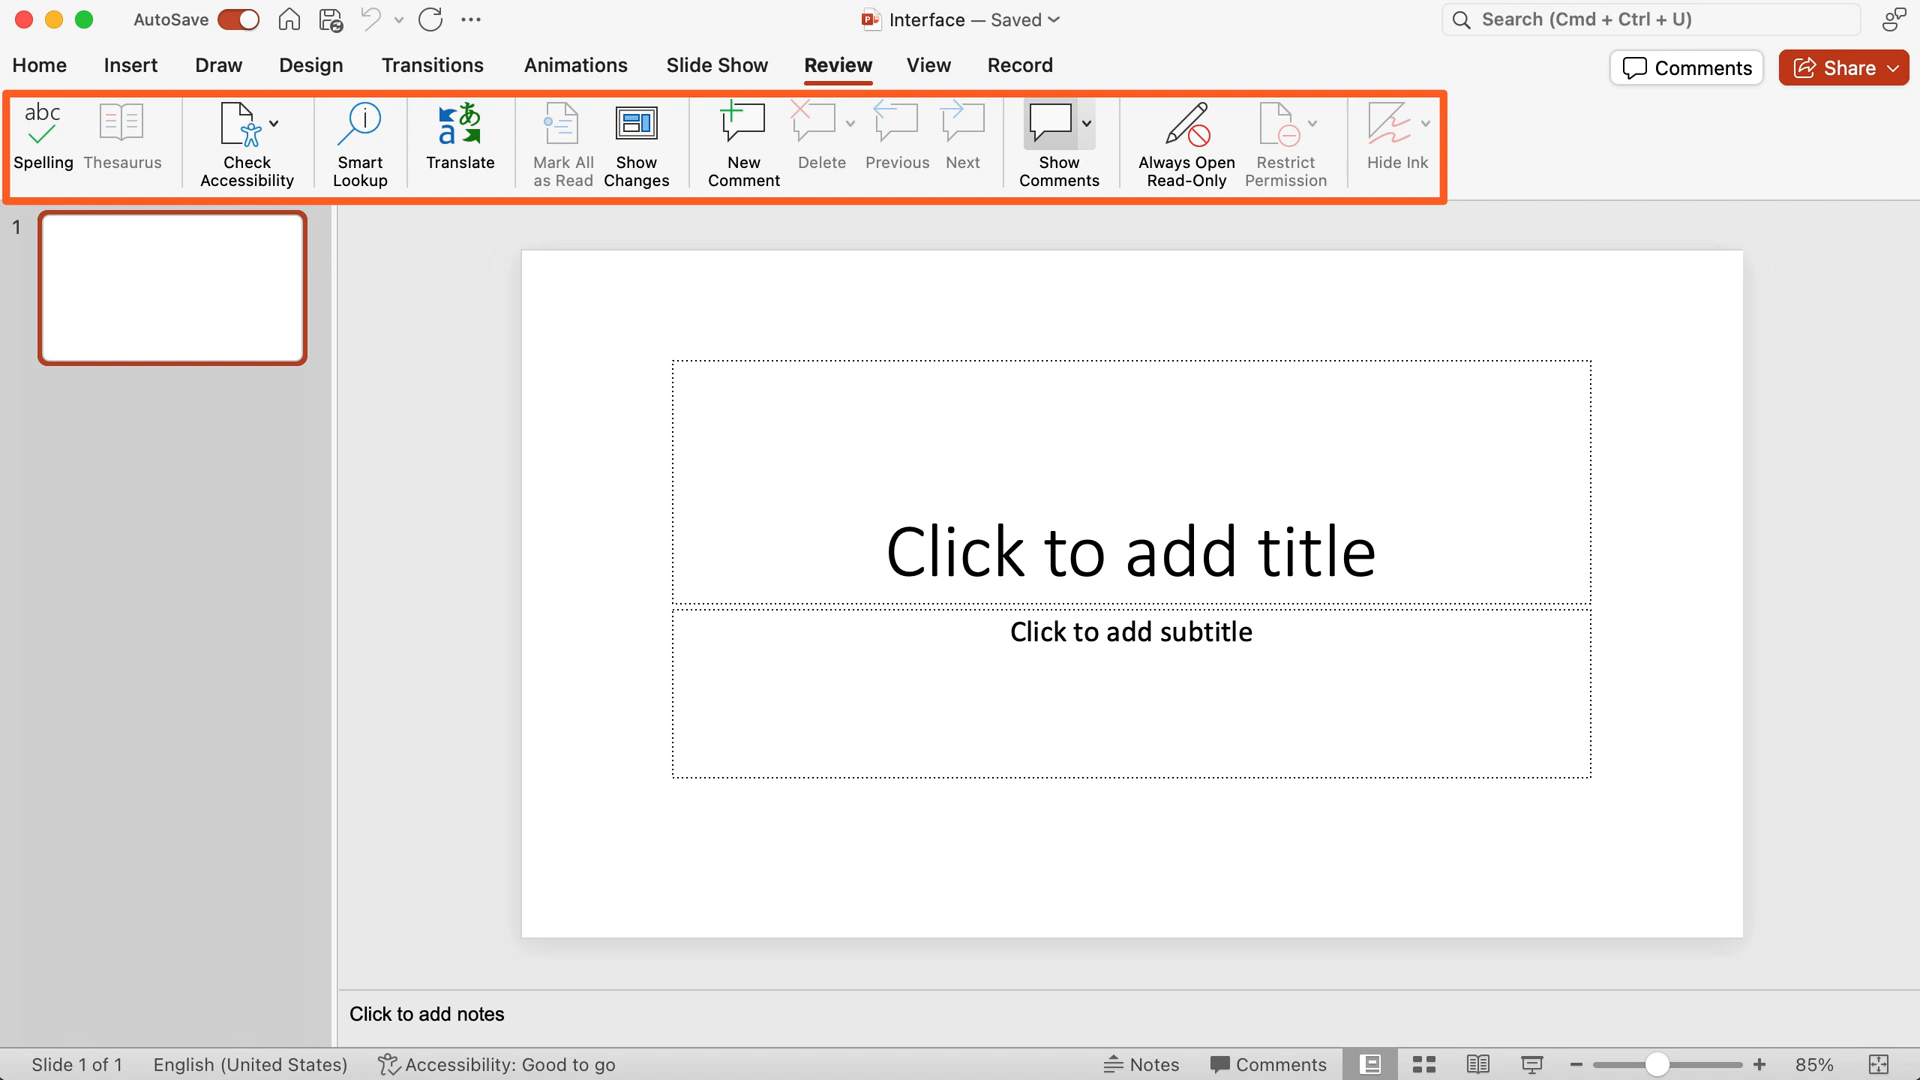 AutoSave
Interface — Saved
Search (Cmd + Ctrl + U)
Home Insert Draw Design Transitions Animations Slide Show Review View Record
Comments Share
abc
Spelling
Thesaurus
Check
Accessibility
Smart
Lookup
あ
a
Translate
Mark All
as Read
Show
Changes
New
Comment
Delete
Previous
Next
Show
Comments
Always Open
Read-Only
Restrict
Permission
Hide Ink
1
Click to add title
Click to add subtitle
Click to add notes
Slide 1 of 1 English (United States) Accessibility: Good to go Notes Comments 85%